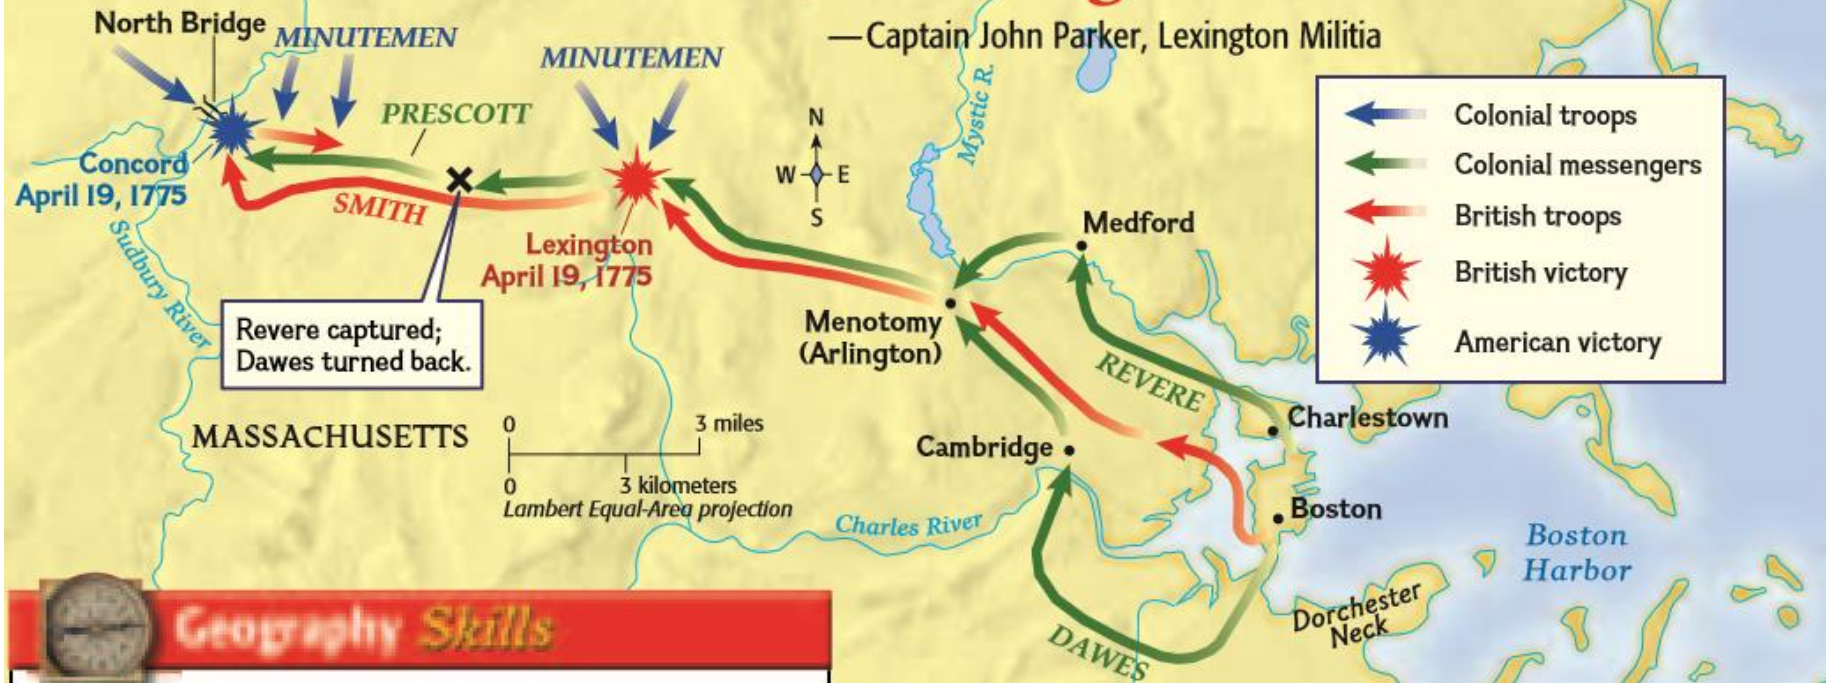 —Captain John Parker, Lexington Militia
North Bridge
MINUTEMEN
MINUTEMEN
PRESCOTT
Concord
April 19, 1775
SMITH
Lexington
April 19, 1775
Sudbury River
Revere captured;
Dawes turned back.
MASSACHUSETTS
0
3 miles
0
3 kilometers
Lambert Equal-Area projection
N
W
E
S
Mystic R.
Medford
Menotomy
(Arlington)
REVERE
Charlestown
Cambridge
Boston
Charles River
Boston
Harbor
Dorchester
Neck
DAWES
Colonial troops
Colonial messengers
British troops
British victory
American victory
Geography Skills